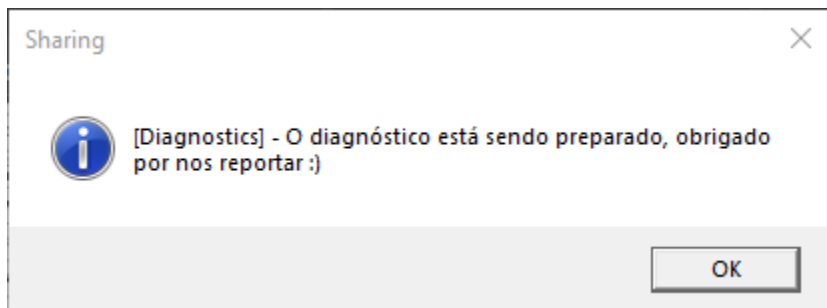 Sharing
[Diagnostics] - O diagnóstico está sendo preparado, obrigado
por nos reportar :)
OK